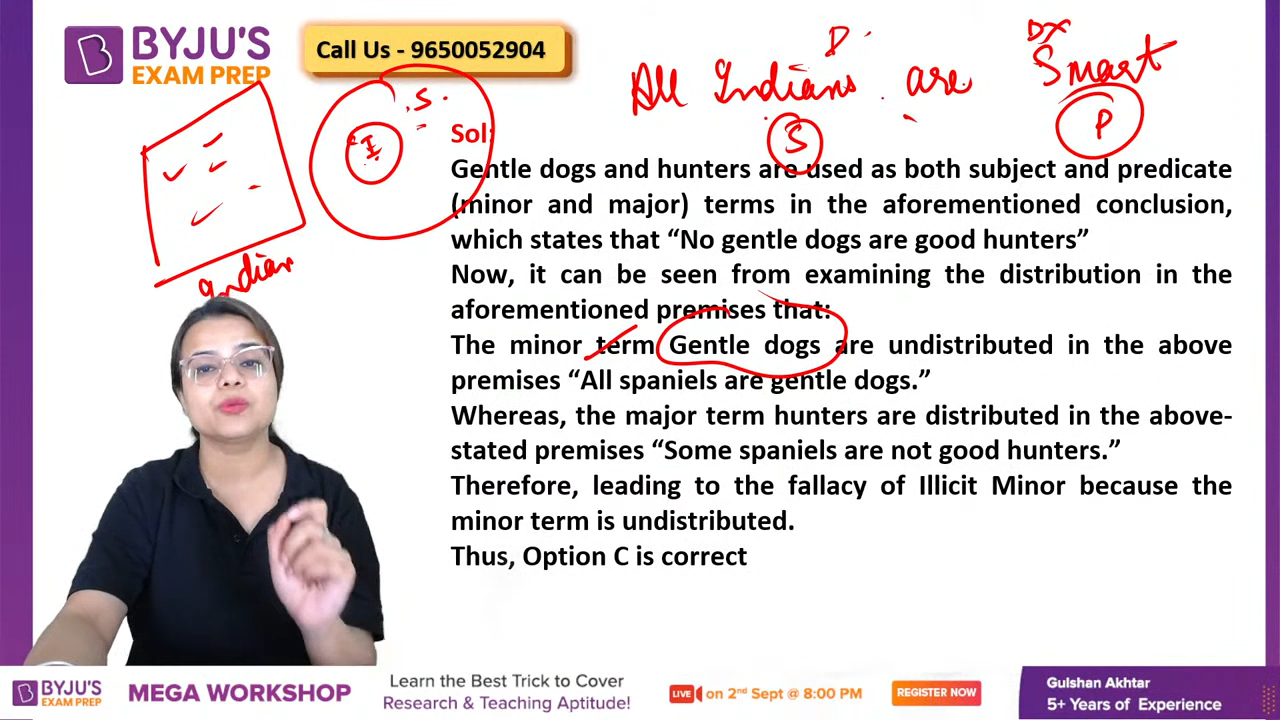 BYJU'S
EXAM PREP
Call Us - 9650052904
D
DX
All Indians are Smart
S
P
S
I
Indian
Sol:
Gentle dogs and hunters are used as both subject and predicate
(minor and major) terms in the aforementioned conclusion,
which states that “No gentle dogs are good hunters”
Now, it can be seen from examining the distribution in the
aforementioned premises that:
The minor term Gentle dogs are undistributed in the above
premises “All spaniels are gentle dogs.”
Whereas, the major term hunters are distributed in the above-
stated premises “Some spaniels are not good hunters.”
Therefore, leading to the fallacy of Illicit Minor because the
minor term is undistributed.
Thus, Option C is correct
BYJU'S
EXAM PREP
MEGA WORKSHOP
Learn the Best Trick to Cover
Research & Teaching Aptitude!
LIVE on 2nd Sept @ 8:00 PM
REGISTER NOW
Gulshan Akhtar
5+ Years of Experience